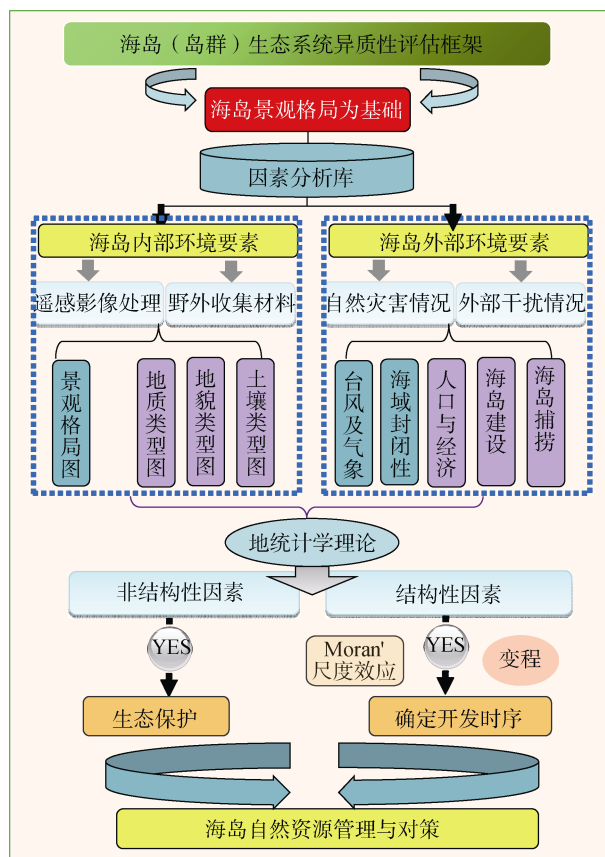 海岛（岛群）生态系统异质性评估框架
海岛景观格局为基础
因素分析库
海岛内部环境要素
海岛外部环境要素
遥感影像处理
野外收集材料
自然灾害情况
外部干扰情况
景观格局图
地质类型图
地貌类型图
土壤类型图
台风及气象
海域封闭性
人口与经济
海岛建设
海岛捕捞
地统计学理论
非结构性因素
结构性因素
YES
Moran'
尺度效应
YES
变程
生态保护
确定开发时序
海岛自然资源管理与对策